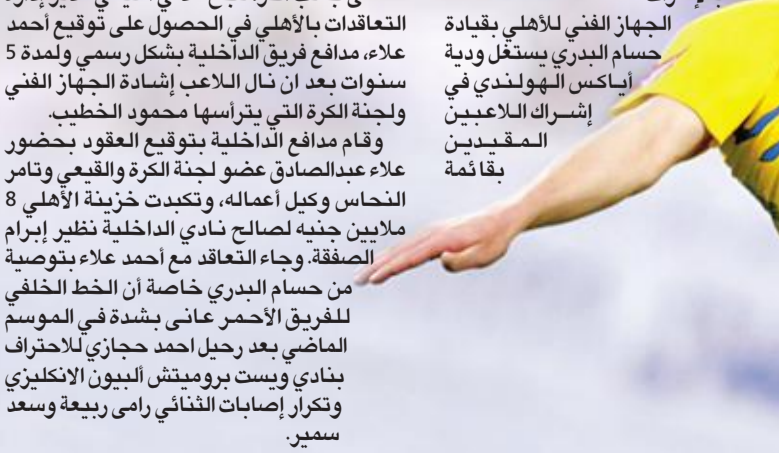 الجهاز الفني للأهلي بقيادة
حسام البدري يستغل ودية
أياكس الهولندي في
إشراك اللاعبين
المقيدين
بقائمة
التعاقدات بالأهلي في الحصول على توقيع أحمد
علاء، مدافع فريق الداخلية بشكل رسمي ولمدة 5
سنوات بعد ان نال اللاعب إشادة الجهاز الفني
ولجنة الكرة التي يترأسها محمود الخطيب.
وقام مدافع الداخلية بتوقيع العقود بحضور
علاء عبدالصادق عضو لجنة الكرة والقيعي وتامر
النحاس وكيل أعماله، وتكبدت خزينة الأهلي 8
ملايين جنيه لصالح نادي الداخلية نظير إبرام
الصفقة. وجاء التعاقد مع أحمد علاء بتوصية
من حسام البدري خاصة أن الخط الخلفي
للفريق الأحمر عانى بشدة في الموسم
الماضي بعد رحيل احمد حجازي للاحتراف
بنادي ويست بروميتش ألبيون الانكليزي
وتكرار إصابات الثنائي رامى ربيعة وسعد
سمير.